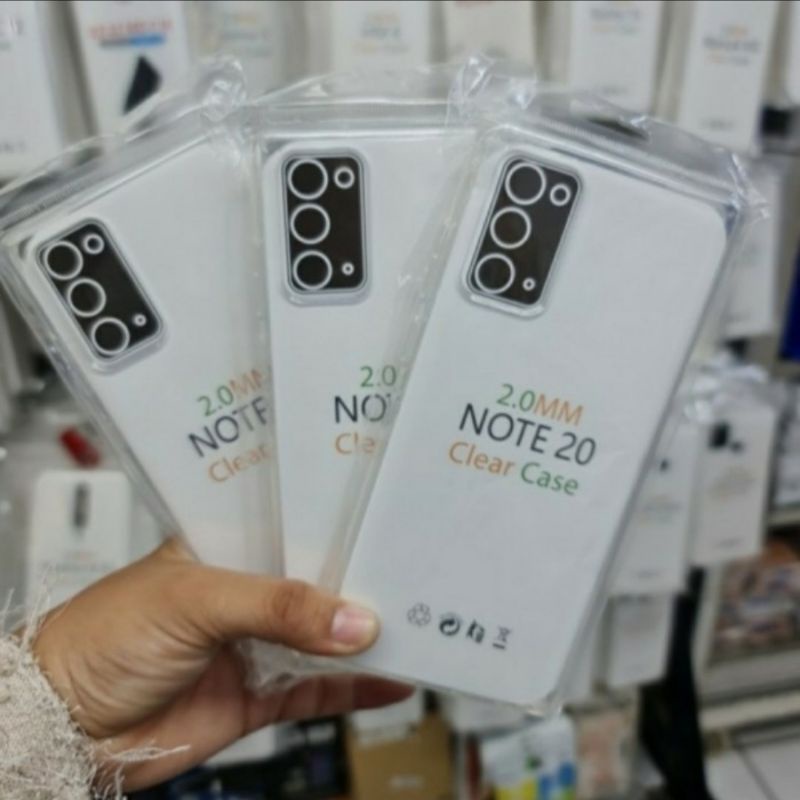 2.0MM
NOTE
Clear
2.0
NO
Cle
2.0MM
NOTE 20
Clear Case